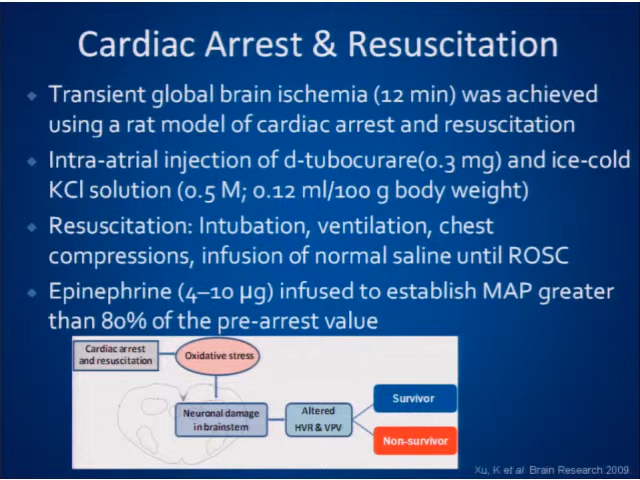 Cardiac Arrest & Resuscitation
Transient global brain ischemia (12 min) was achieved
using a rat model of cardiac arrest and resuscitation
Intra-atrial injection of d-tubocurare(0.3 mg) and ice-cold
KCl solution (0.5 M; 0.12 ml/100 g body weight)
Resuscitation: Intubation, ventilation, chest
compressions, infusion of normal saline until ROSC
Epinephrine (4–10 µg) infused to establish MAP greater
than 80% of the pre-arrest value
Cardiac arrest
and resuscitation
Oxidative stress
Neuronal damage
in brainstem
Altered
HVR & VPV
Survivor
Non-survivor
Xu, K et al. Brain Research 2009